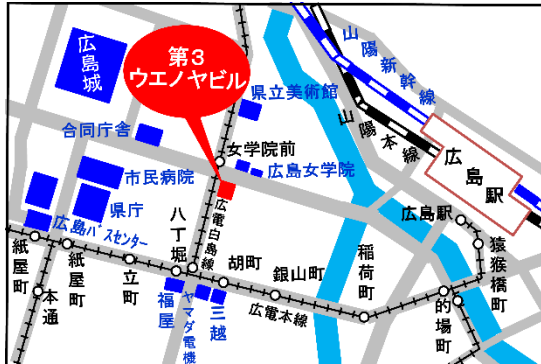 広島城
第3
ウエノヤビル
県立美術館
山陽新幹線
山陽本線
広島駅
合同庁舎
女学院前
広島女学院
市民病院
県庁
広島バスセンター
広電白島線
八丁堀
広島駅
紙屋町
紙屋町
本通
立町
福屋
ヤマダ電機
三越
胡町
銀山町
広電本線
稲荷町
的場町
猿猴橋町